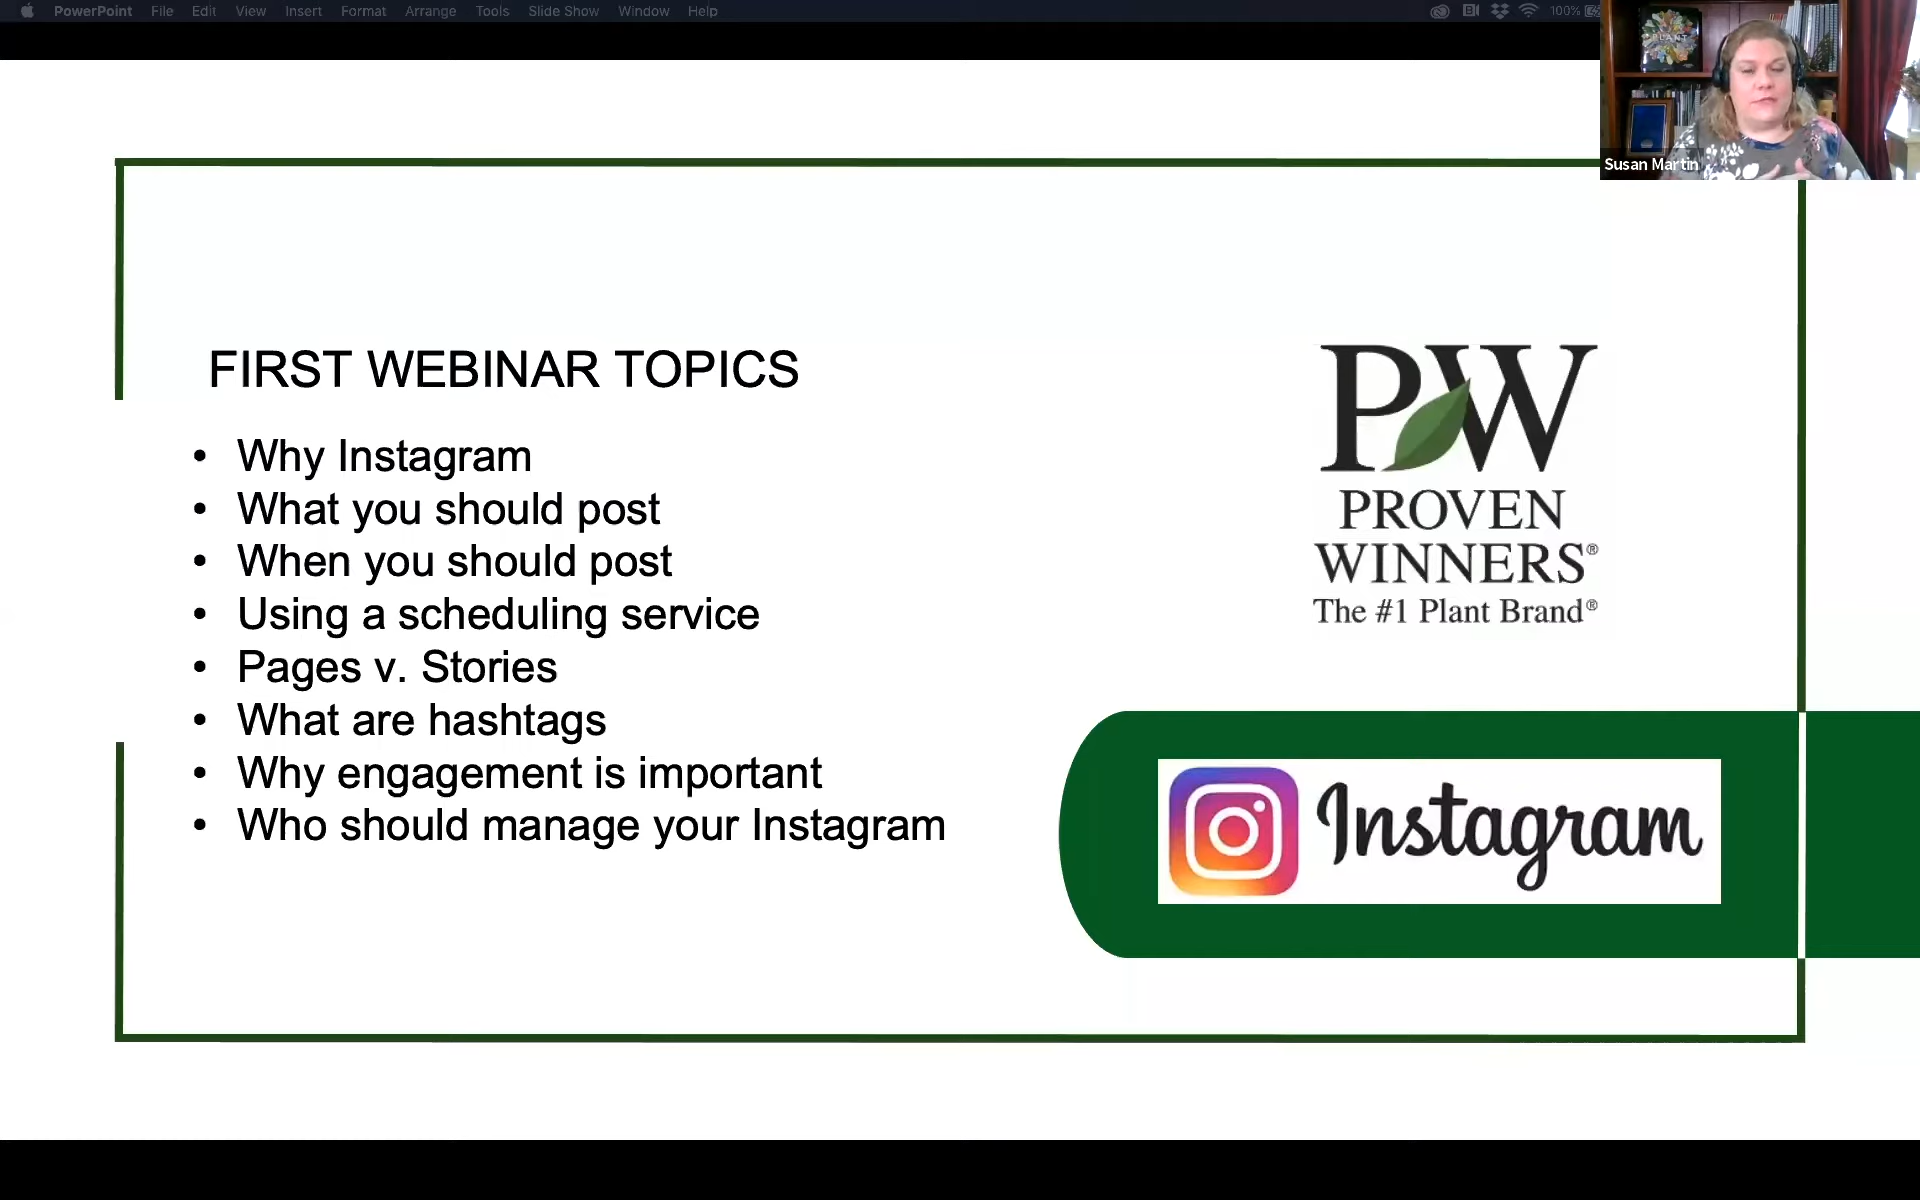 PowerPoint File Edit View Insert Format Arrange Tools Slide Show Window Help 100%
PLANT
Susan Martin
FIRST WEBINAR TOPICS
• Why Instagram
• What you should post
• When you should post
• Using a scheduling service
• Pages v. Stories
• What are hashtags
• Why engagement is important
• Who should manage your Instagram
PW
PROVEN
WINNERS®
The #1 Plant Brand®
Instagram